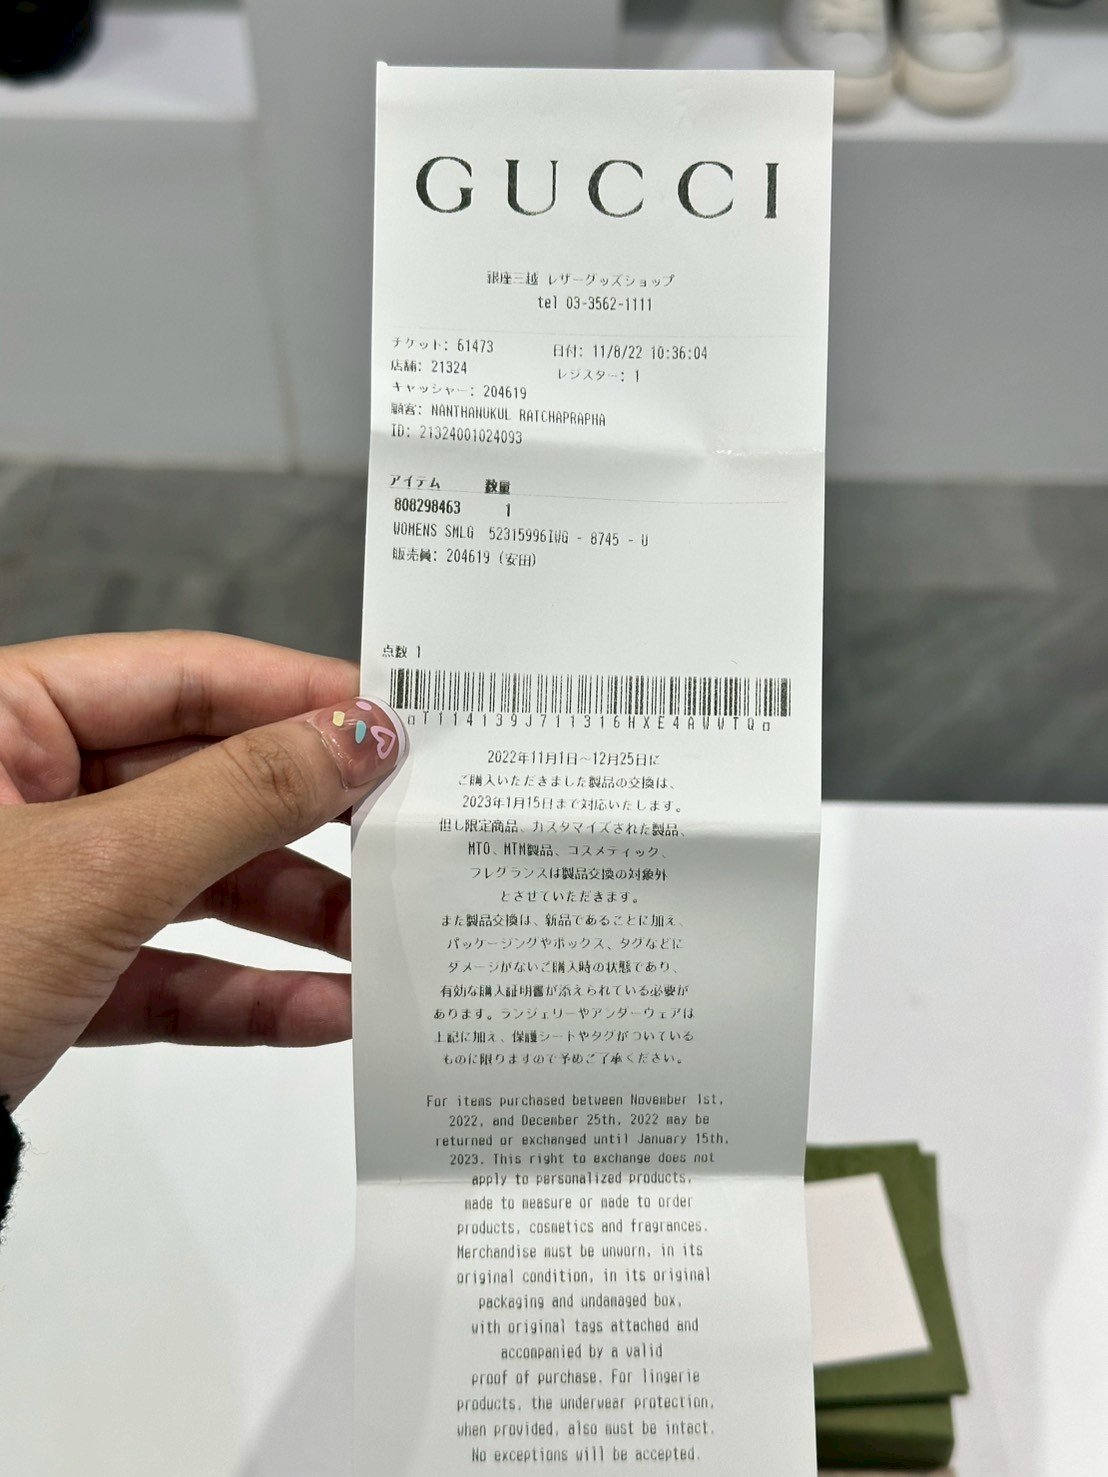 GUCCI
銀座三越 レザーグッズショップ
tel 03-3562-1111
チケット: 61473 日付: 11/8/22 10:36:04
店舗: 21324 レジスター: 1
キャッシャー: 204619
顧客: NANTHANUKUL RATCHAPRAPHA
ID: 21324001024093
アイテム 数量
808298463 1
WOMENS SMLG 52315996IWG - 8745 - U
販売員: 204619 (安田)
点数 1
T114139J711316HXE4AWWTQ
2022年11月1日～12月25日に
ご購入いただきました製品の交換は、
2023年1月15日まで対応いたします。
但し限定商品、カスタマイズされた製品、
MTO、MTM製品、コスメティック、
フレグランスは製品交換の対象外
とさせていただきます。
また製品交換は、新品であることに加え、
パッケージングやボックス、タグなどに
ダメージがないご購入時の状態であり、
有効な購入証明書が添えられている必要が
あります。ランジェリーやアンダーウェアは
上記に加え、保護シートやタグがついている
ものに限りますので予めご了承ください。
For items purchased between November 1st,
2022, and December 25th, 2022 may be
returned or exchanged until January 15th,
2023. This right to exchange does not
apply to personalized products,
made to measure or made to order
products, cosmetics and fragrances.
Merchandise must be unworn, in its
original condition, in its original
packaging and undamaged box,
with original tags attached and
accompanied by a valid
proof of purchase. For lingerie
products, the underwear protection,
when provided, also must be intact.
No exceptions will be accepted.